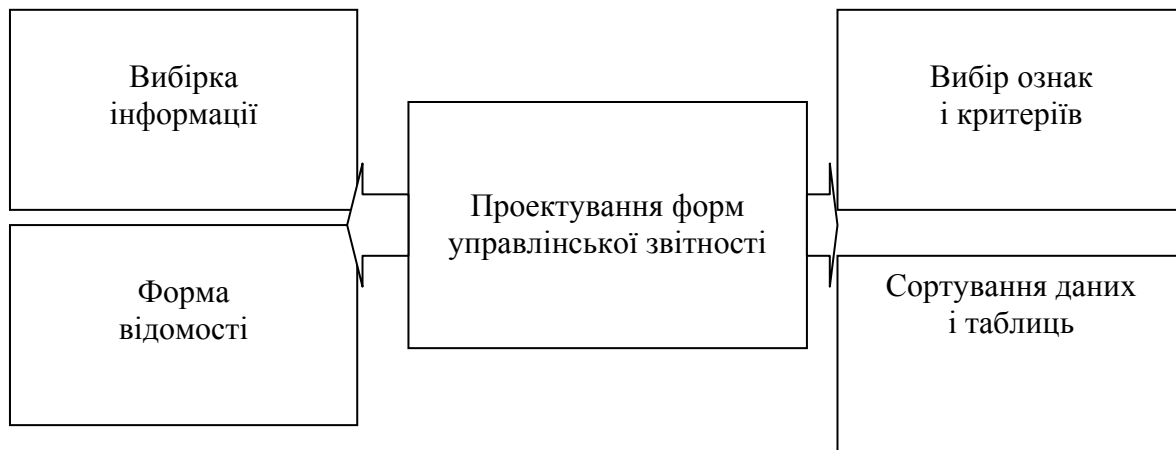 Вибірка
інформації
Форма
відомості
Проектування форм
управлінської звітності
Вибір ознак
і критеріїв
Сортування даних
і таблиць